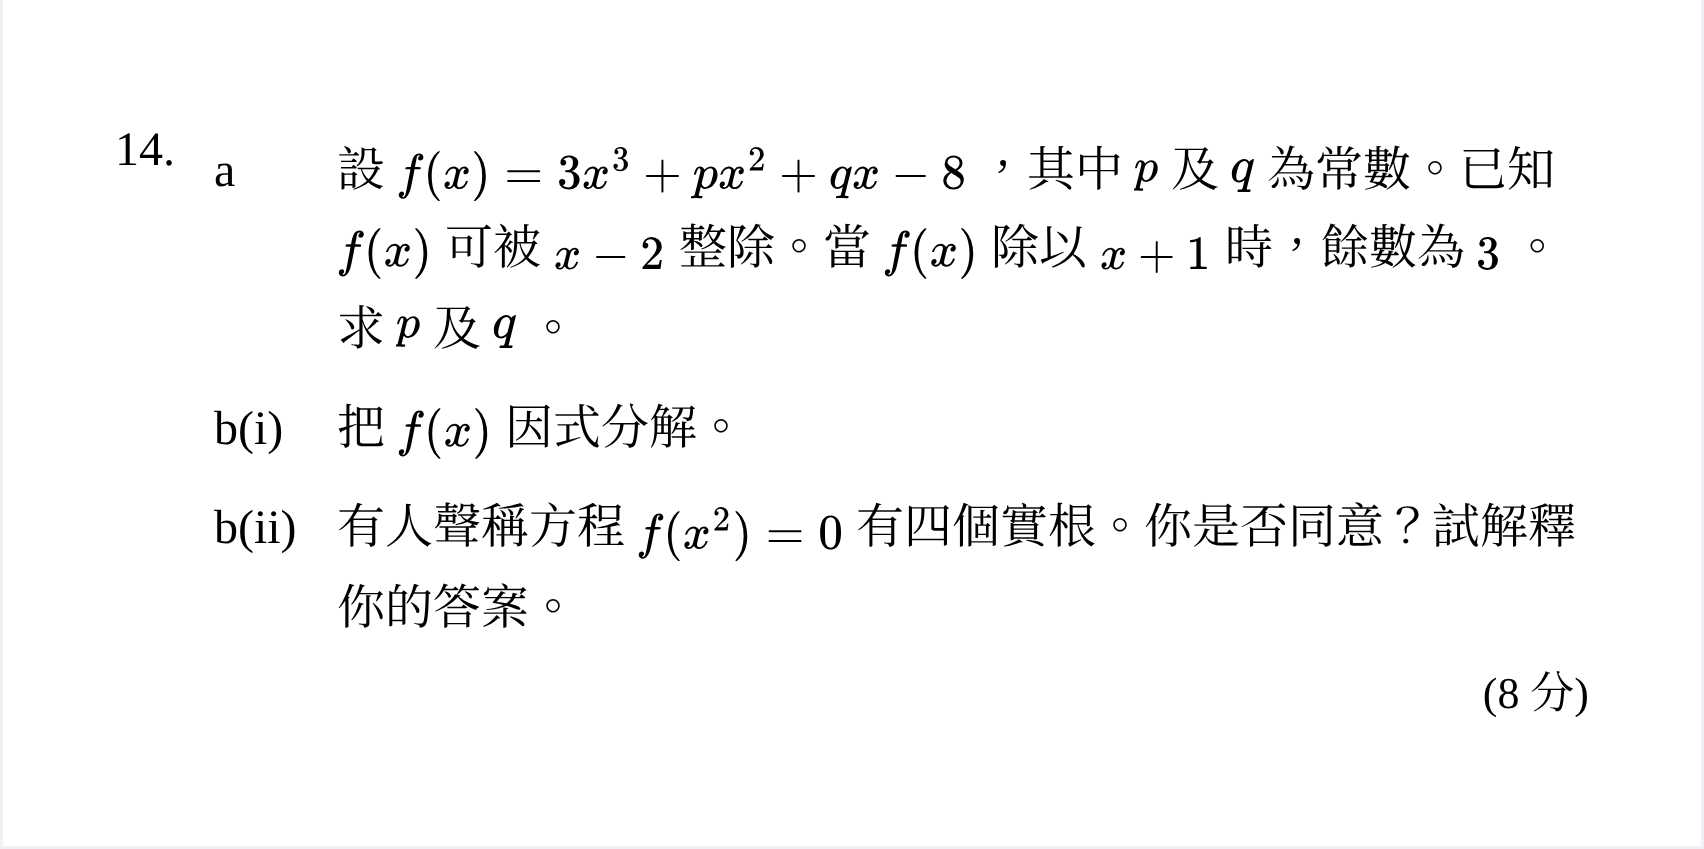 14. a 設 f(x) = 3x³ + px² + qx − 8 ，其中 p 及 q 為常數。已知
f(x) 可被 x − 2 整除。當 f(x) 除以 x + 1 時，餘數為 3 。
求 p 及 q 。
b(i) 把 f(x) 因式分解。
b(ii) 有人聲稱方程 f(x²) = 0 有四個實根。你是否同意？試解釋
你的答案。
(8 分)